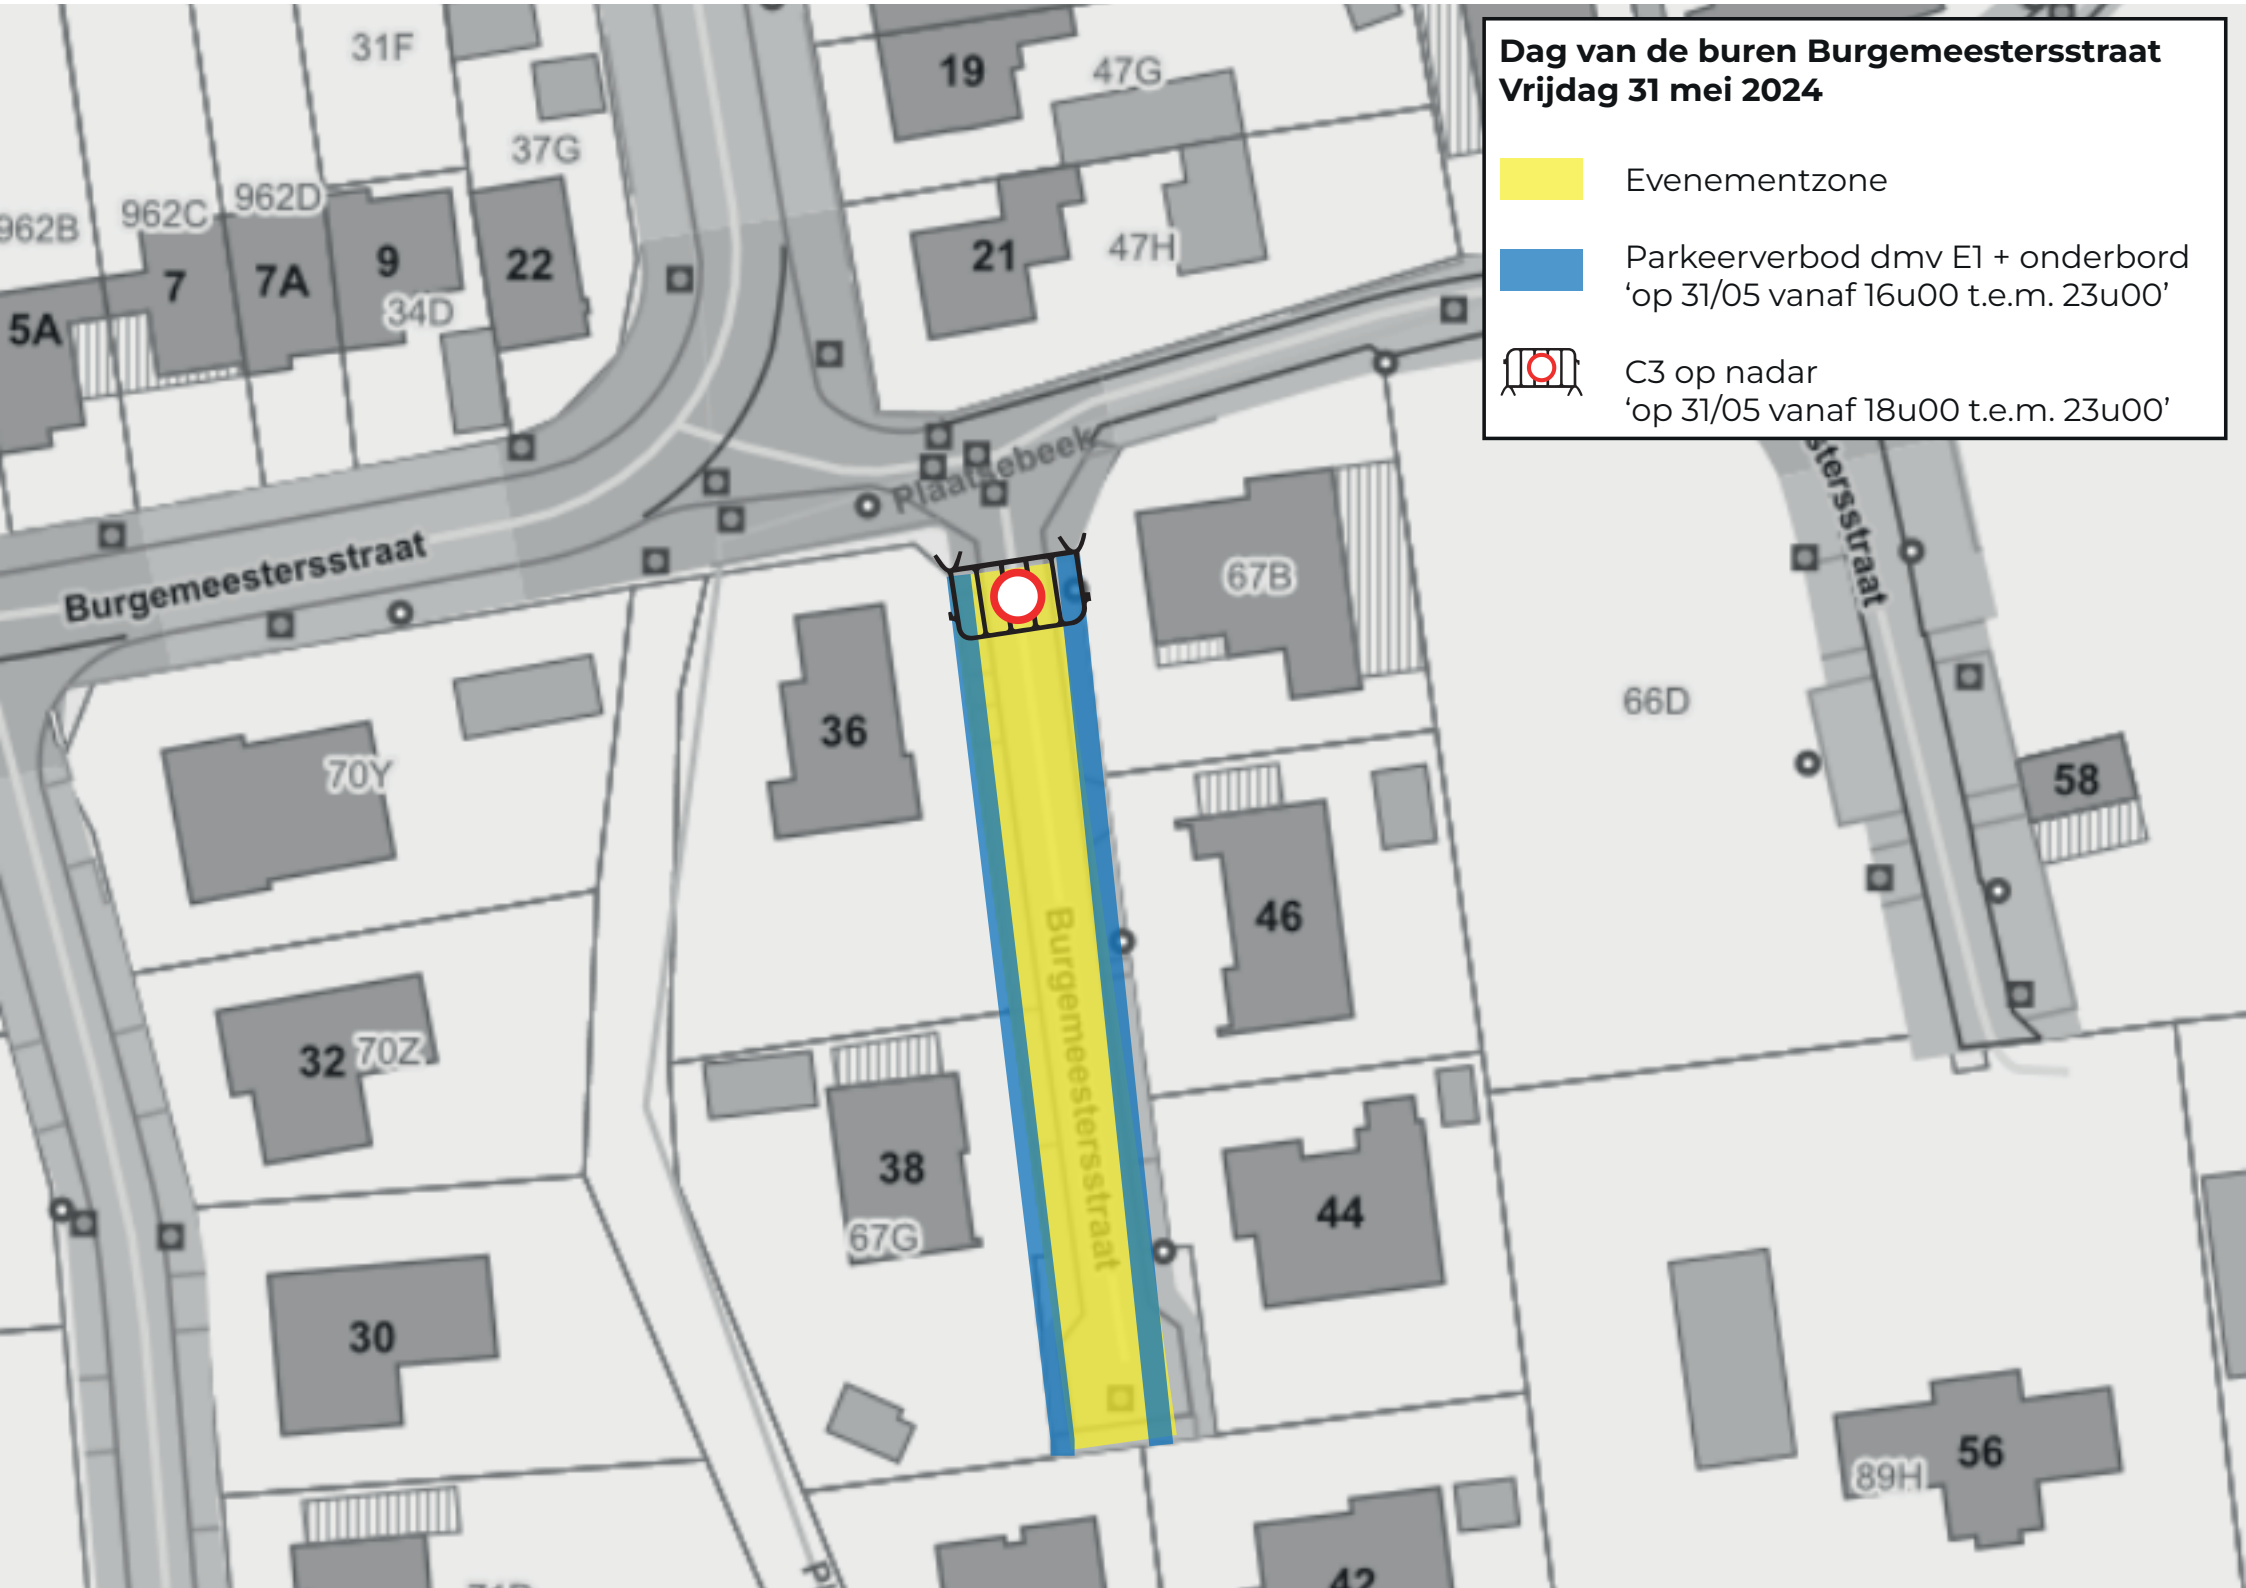 Dag van de buren Burgemeestersstraat
Vrijdag 31 mei 2024
Evenementzone
Parkeerverbod dmv E1 + onderbord
‘op 31/05 vanaf 16u00 t.e.m. 23u00’
C3 op nadar
‘op 31/05 vanaf 18u00 t.e.m. 23u00’
31F
19
47G
37G
962B
962C
962D
7
7A
9
22
34D
5A
21
47H
Plaatsebeek
Burgemeestersstraat
stersstraat
67B
66D
36
70Y
58
46
Burgemeestersstraat
32
70Z
38
67G
44
30
56
89H
42